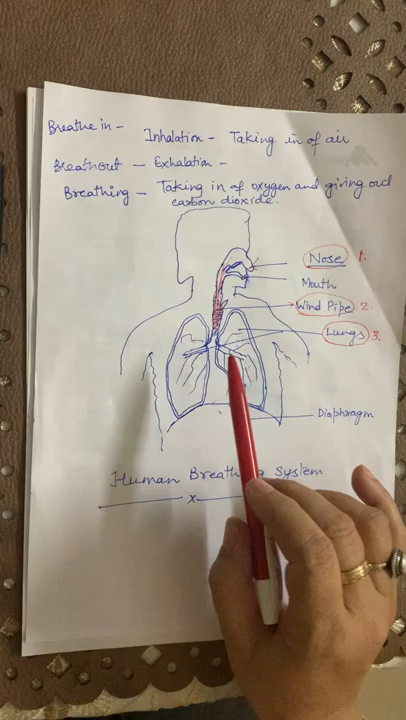 Breathe in - Inhalation - Taking in of air
Breathout - Exhalation -
Breathing - Taking in of oxygen and giving out
carbon dioxide.
Nose 1.
Mouth
Wind Pipe 2.
Lungs 3.
Diaphragm
Human Breathing System
x